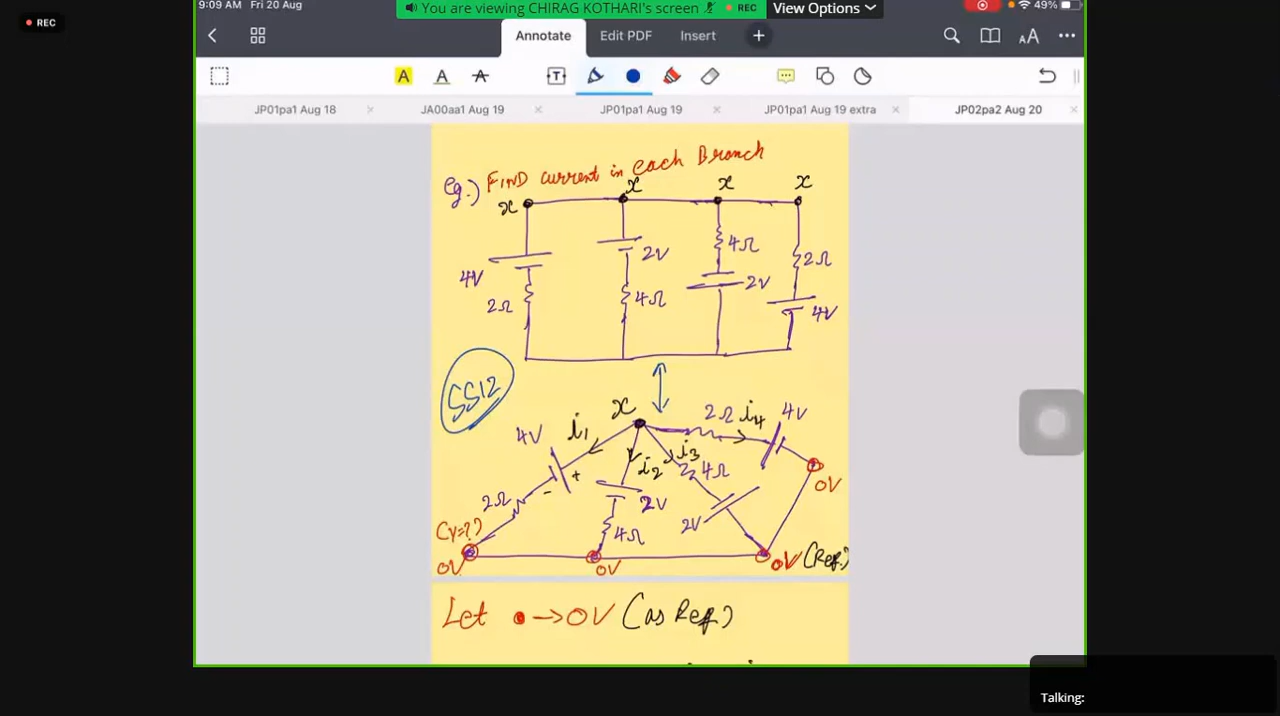 9:09 AM Fri 20 Aug
You are viewing CHIRAG KOTHARI's screen
REC
View Options
49%
REC
Annotate
Edit PDF
Insert
+
AA
A A A T
JP01pa1 Aug 18 ×
JA00aa1 Aug 19 ×
JP01pa1 Aug 19 ×
JP01pa1 Aug 19 extra ×
JP02pa2 Aug 20 ×
eg.) FIND current in each Branch
x x x x
4V 2Ω
2V 4Ω
4Ω 2V
2Ω 4V
SS12
x
4V i1 + - 2Ω
i2 2V 4Ω
i3 4Ω 2V
2Ω i4 4V
0V
(y=??)
0V
0V
0V (Ref.)
Let • → 0V (as Ref)
Talking: